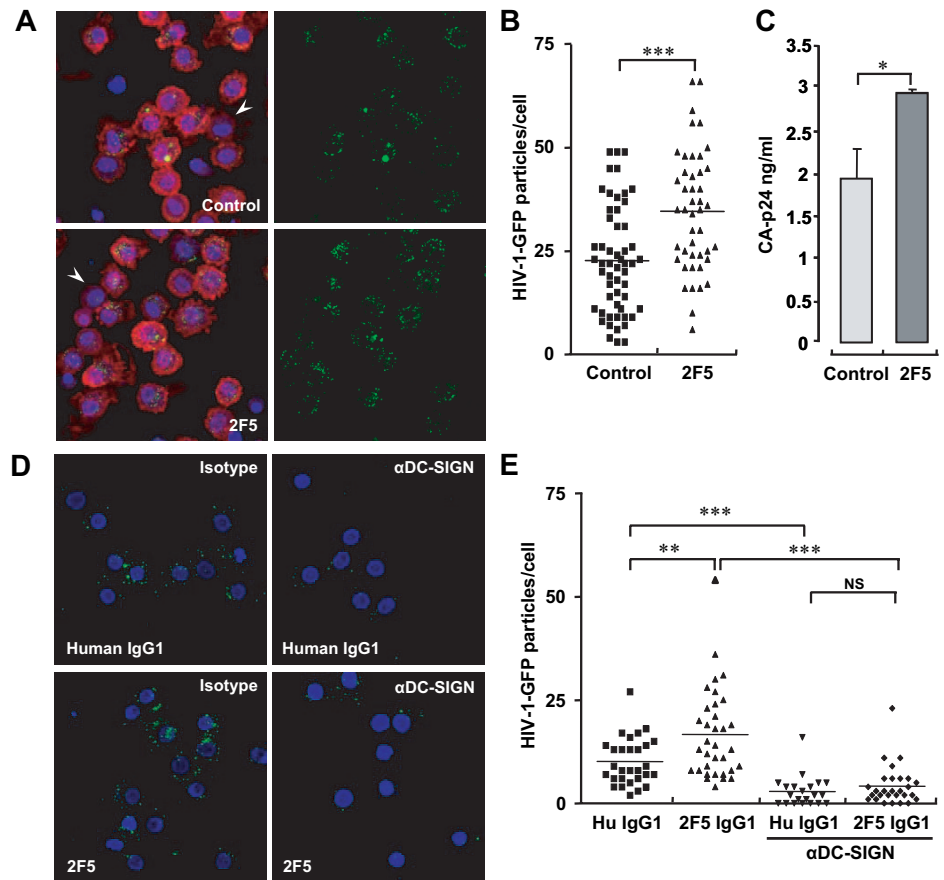 A
Control
2F5
B
HIV-1-GFP particles/cell
75
50
25
0
***
Control 2F5
C
CA-p24 ng/ml
3.5
3
2.5
2
1.5
1
0.5
0
*
Control 2F5
D
Isotype
Human IgG1
αDC-SIGN
Isotype
2F5
αDC-SIGN
2F5
E
HIV-1-GFP particles/cell
75
50
25
0
***
** ***
NS
Hu IgG1 2F5 IgG1 Hu IgG1 2F5 IgG1
αDC-SIGN